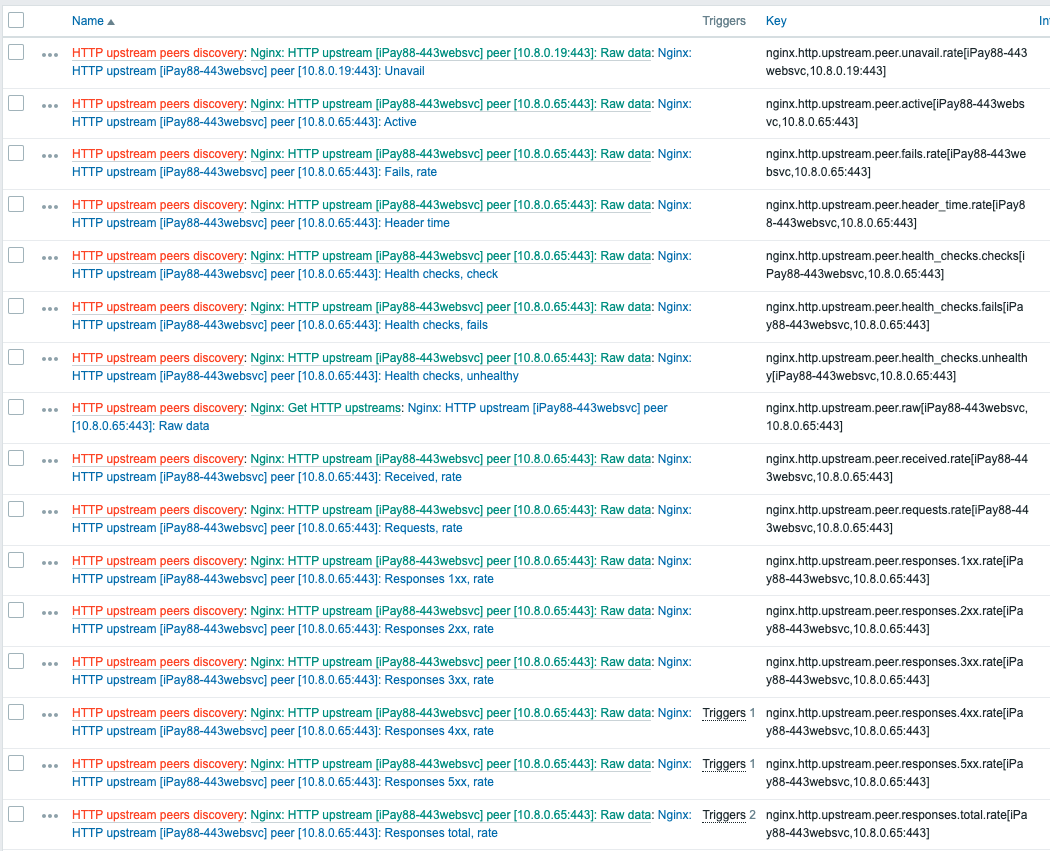 Name Triggers Key In
HTTP upstream peers discovery: Nginx: HTTP upstream [iPay88-443websvc] peer [10.8.0.19:443]: Raw data: Nginx: nginx.http.upstream.peer.unavail.rate[iPay88-443
HTTP upstream [iPay88-443websvc] peer [10.8.0.19:443]: Unavail websvc,10.8.0.19:443]
HTTP upstream peers discovery: Nginx: HTTP upstream [iPay88-443websvc] peer [10.8.0.65:443]: Raw data: Nginx: nginx.http.upstream.peer.active[iPay88-443webs
HTTP upstream [iPay88-443websvc] peer [10.8.0.65:443]: Active vc,10.8.0.65:443]
HTTP upstream peers discovery: Nginx: HTTP upstream [iPay88-443websvc] peer [10.8.0.65:443]: Raw data: Nginx: nginx.http.upstream.peer.fails.rate[iPay88-443we
HTTP upstream [iPay88-443websvc] peer [10.8.0.65:443]: Fails, rate bsvc,10.8.0.65:443]
HTTP upstream peers discovery: Nginx: HTTP upstream [iPay88-443websvc] peer [10.8.0.65:443]: Raw data: Nginx: nginx.http.upstream.peer.header_time.rate[iPay8
HTTP upstream [iPay88-443websvc] peer [10.8.0.65:443]: Header time 8-443websvc,10.8.0.65:443]
HTTP upstream peers discovery: Nginx: HTTP upstream [iPay88-443websvc] peer [10.8.0.65:443]: Raw data: Nginx: nginx.http.upstream.peer.health_checks.checks[i
HTTP upstream [iPay88-443websvc] peer [10.8.0.65:443]: Health checks, check Pay88-443websvc,10.8.0.65:443]
HTTP upstream peers discovery: Nginx: HTTP upstream [iPay88-443websvc] peer [10.8.0.65:443]: Raw data: Nginx: nginx.http.upstream.peer.health_checks.fails[iPa
HTTP upstream [iPay88-443websvc] peer [10.8.0.65:443]: Health checks, fails y88-443websvc,10.8.0.65:443]
HTTP upstream peers discovery: Nginx: HTTP upstream [iPay88-443websvc] peer [10.8.0.65:443]: Raw data: Nginx: nginx.http.upstream.peer.health_checks.unhealth
HTTP upstream [iPay88-443websvc] peer [10.8.0.65:443]: Health checks, unhealthy y[iPay88-443websvc,10.8.0.65:443]
HTTP upstream peers discovery: Nginx: Get HTTP upstreams: Nginx: HTTP upstream [iPay88-443websvc] peer nginx.http.upstream.peer.raw[iPay88-443websvc,
[10.8.0.65:443]: Raw data 10.8.0.65:443]
HTTP upstream peers discovery: Nginx: HTTP upstream [iPay88-443websvc] peer [10.8.0.65:443]: Raw data: Nginx: nginx.http.upstream.peer.received.rate[iPay88-44
HTTP upstream [iPay88-443websvc] peer [10.8.0.65:443]: Received, rate 3websvc,10.8.0.65:443]
HTTP upstream peers discovery: Nginx: HTTP upstream [iPay88-443websvc] peer [10.8.0.65:443]: Raw data: Nginx: nginx.http.upstream.peer.requests.rate[iPay88-44
HTTP upstream [iPay88-443websvc] peer [10.8.0.65:443]: Requests, rate 3websvc,10.8.0.65:443]
HTTP upstream peers discovery: Nginx: HTTP upstream [iPay88-443websvc] peer [10.8.0.65:443]: Raw data: Nginx: nginx.http.upstream.peer.responses.1xx.rate[iPa
HTTP upstream [iPay88-443websvc] peer [10.8.0.65:443]: Responses 1xx, rate y88-443websvc,10.8.0.65:443]
HTTP upstream peers discovery: Nginx: HTTP upstream [iPay88-443websvc] peer [10.8.0.65:443]: Raw data: Nginx: nginx.http.upstream.peer.responses.2xx.rate[iPa
HTTP upstream [iPay88-443websvc] peer [10.8.0.65:443]: Responses 2xx, rate y88-443websvc,10.8.0.65:443]
HTTP upstream peers discovery: Nginx: HTTP upstream [iPay88-443websvc] peer [10.8.0.65:443]: Raw data: Nginx: nginx.http.upstream.peer.responses.3xx.rate[iPa
HTTP upstream [iPay88-443websvc] peer [10.8.0.65:443]: Responses 3xx, rate y88-443websvc,10.8.0.65:443]
HTTP upstream peers discovery: Nginx: HTTP upstream [iPay88-443websvc] peer [10.8.0.65:443]: Raw data: Nginx: Triggers 1 nginx.http.upstream.peer.responses.4xx.rate[iPa
HTTP upstream [iPay88-443websvc] peer [10.8.0.65:443]: Responses 4xx, rate y88-443websvc,10.8.0.65:443]
HTTP upstream peers discovery: Nginx: HTTP upstream [iPay88-443websvc] peer [10.8.0.65:443]: Raw data: Nginx: Triggers 1 nginx.http.upstream.peer.responses.5xx.rate[iPa
HTTP upstream [iPay88-443websvc] peer [10.8.0.65:443]: Responses 5xx, rate y88-443websvc,10.8.0.65:443]
HTTP upstream peers discovery: Nginx: HTTP upstream [iPay88-443websvc] peer [10.8.0.65:443]: Raw data: Nginx: Triggers 2 nginx.http.upstream.peer.responses.total.rate[iPa
HTTP upstream [iPay88-443websvc] peer [10.8.0.65:443]: Responses total, rate y88-443websvc,10.8.0.65:443]